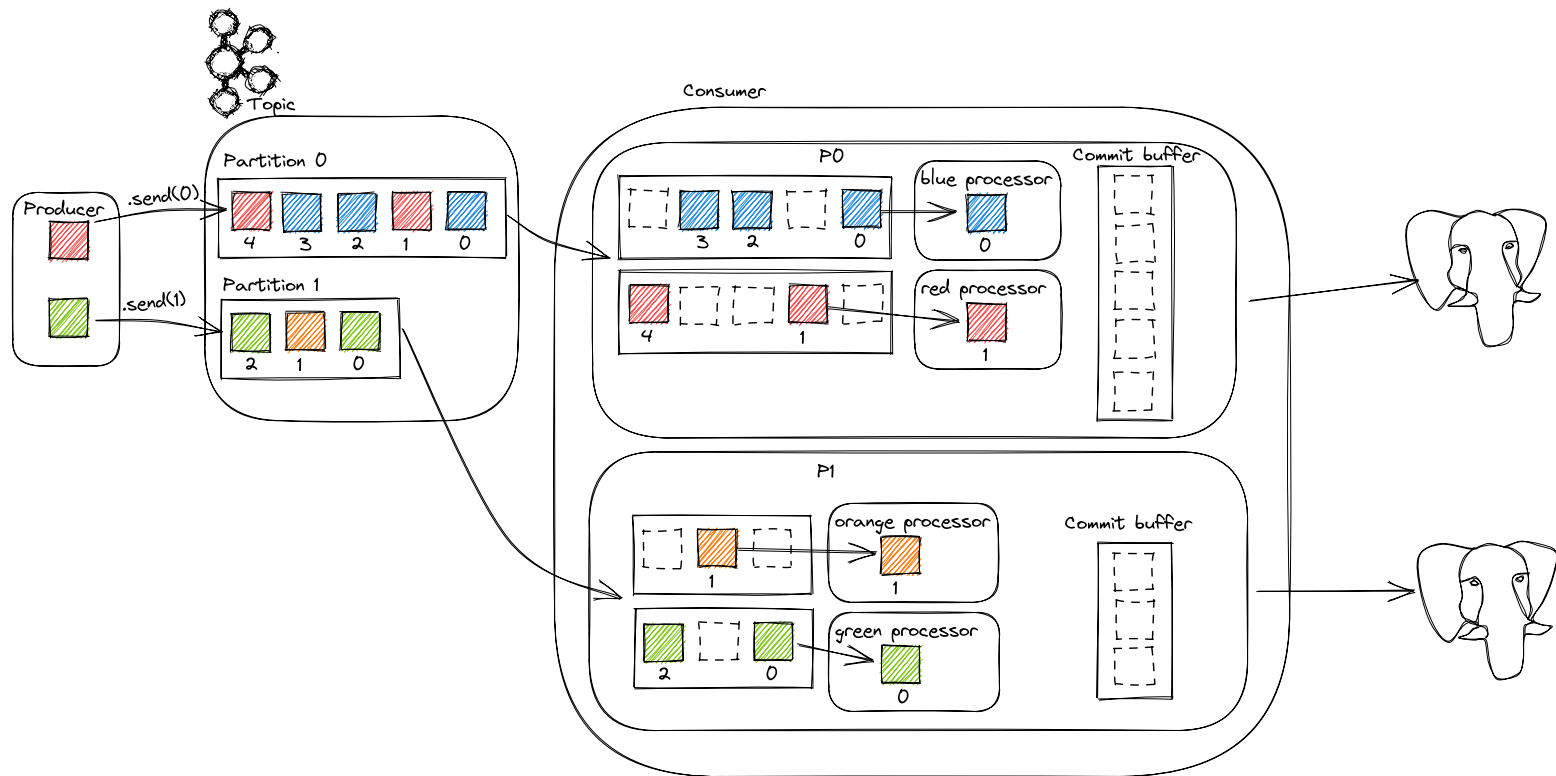 Topic
Partition 0
4 3 2 1 0
Partition 1
2 1 0
Producer
.send(0)
.send(1)
Consumer
P0
3 2 0
blue processor
0
4 1
red processor
1
Commit buffer
P1
1
orange processor
1
2 0
green processor
0
Commit buffer